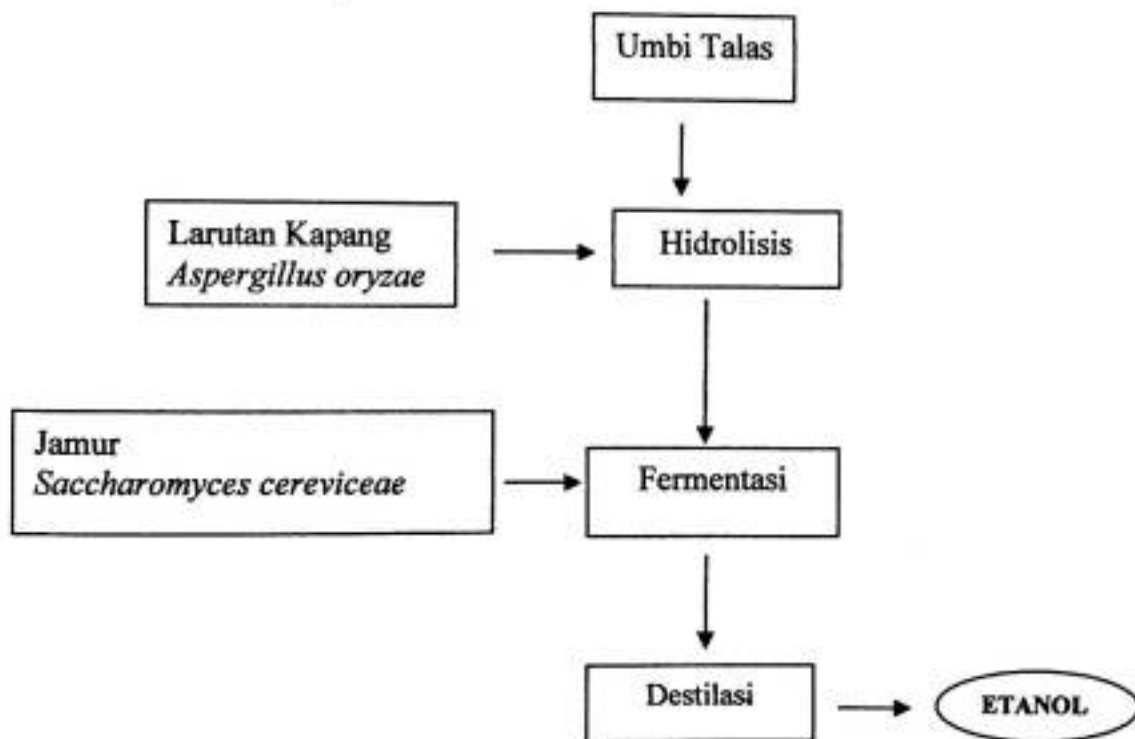 Umbi Talas
Larutan Kapang
Aspergillus oryzae
Hidrolisis
Jamur
Saccharomyces cereviceae
Fermentasi
Destilasi
ETANOL